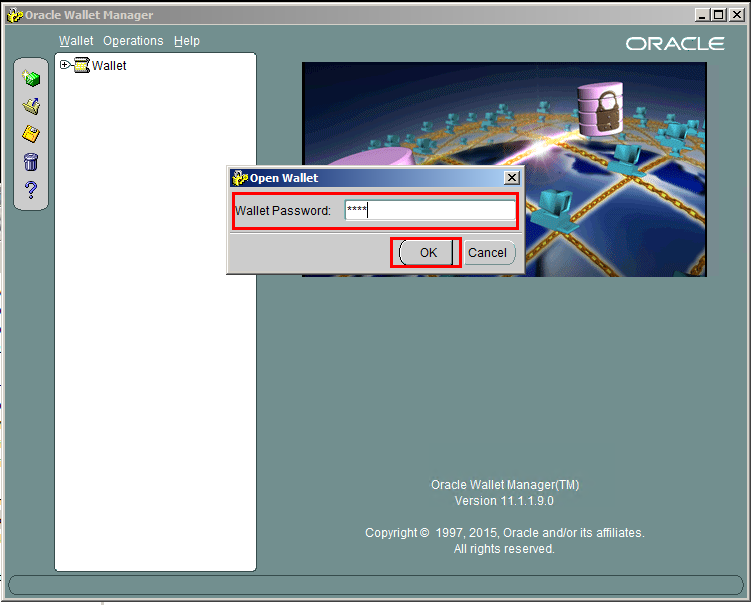 Oracle Wallet Manager
Wallet Operations Help
ORACLE
Wallet
Open Wallet
Wallet Password: ****
OK Cancel
Oracle Wallet Manager(TM)
Version 11.1.1.9.0
Copyright © 1997, 2015, Oracle and/or its affiliates.
All rights reserved.